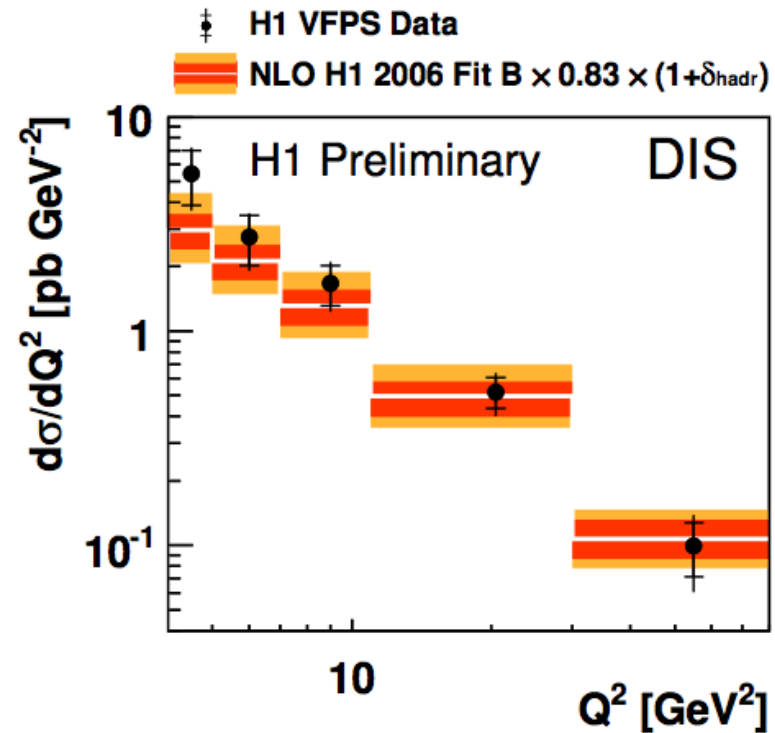 H1 VFPS Data
NLO H1 2006 Fit B × 0.83 × (1+δhadr)
H1 Preliminary DIS
dσ/dQ² [pb GeV⁻²]
10
1
10⁻¹
10
Q² [GeV²]